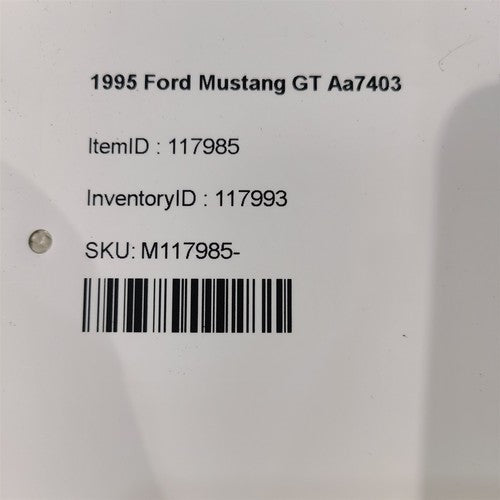 1995 Ford Mustang GT Aa7403
ItemID : 117985
InventoryID : 117993
SKU: M117985-